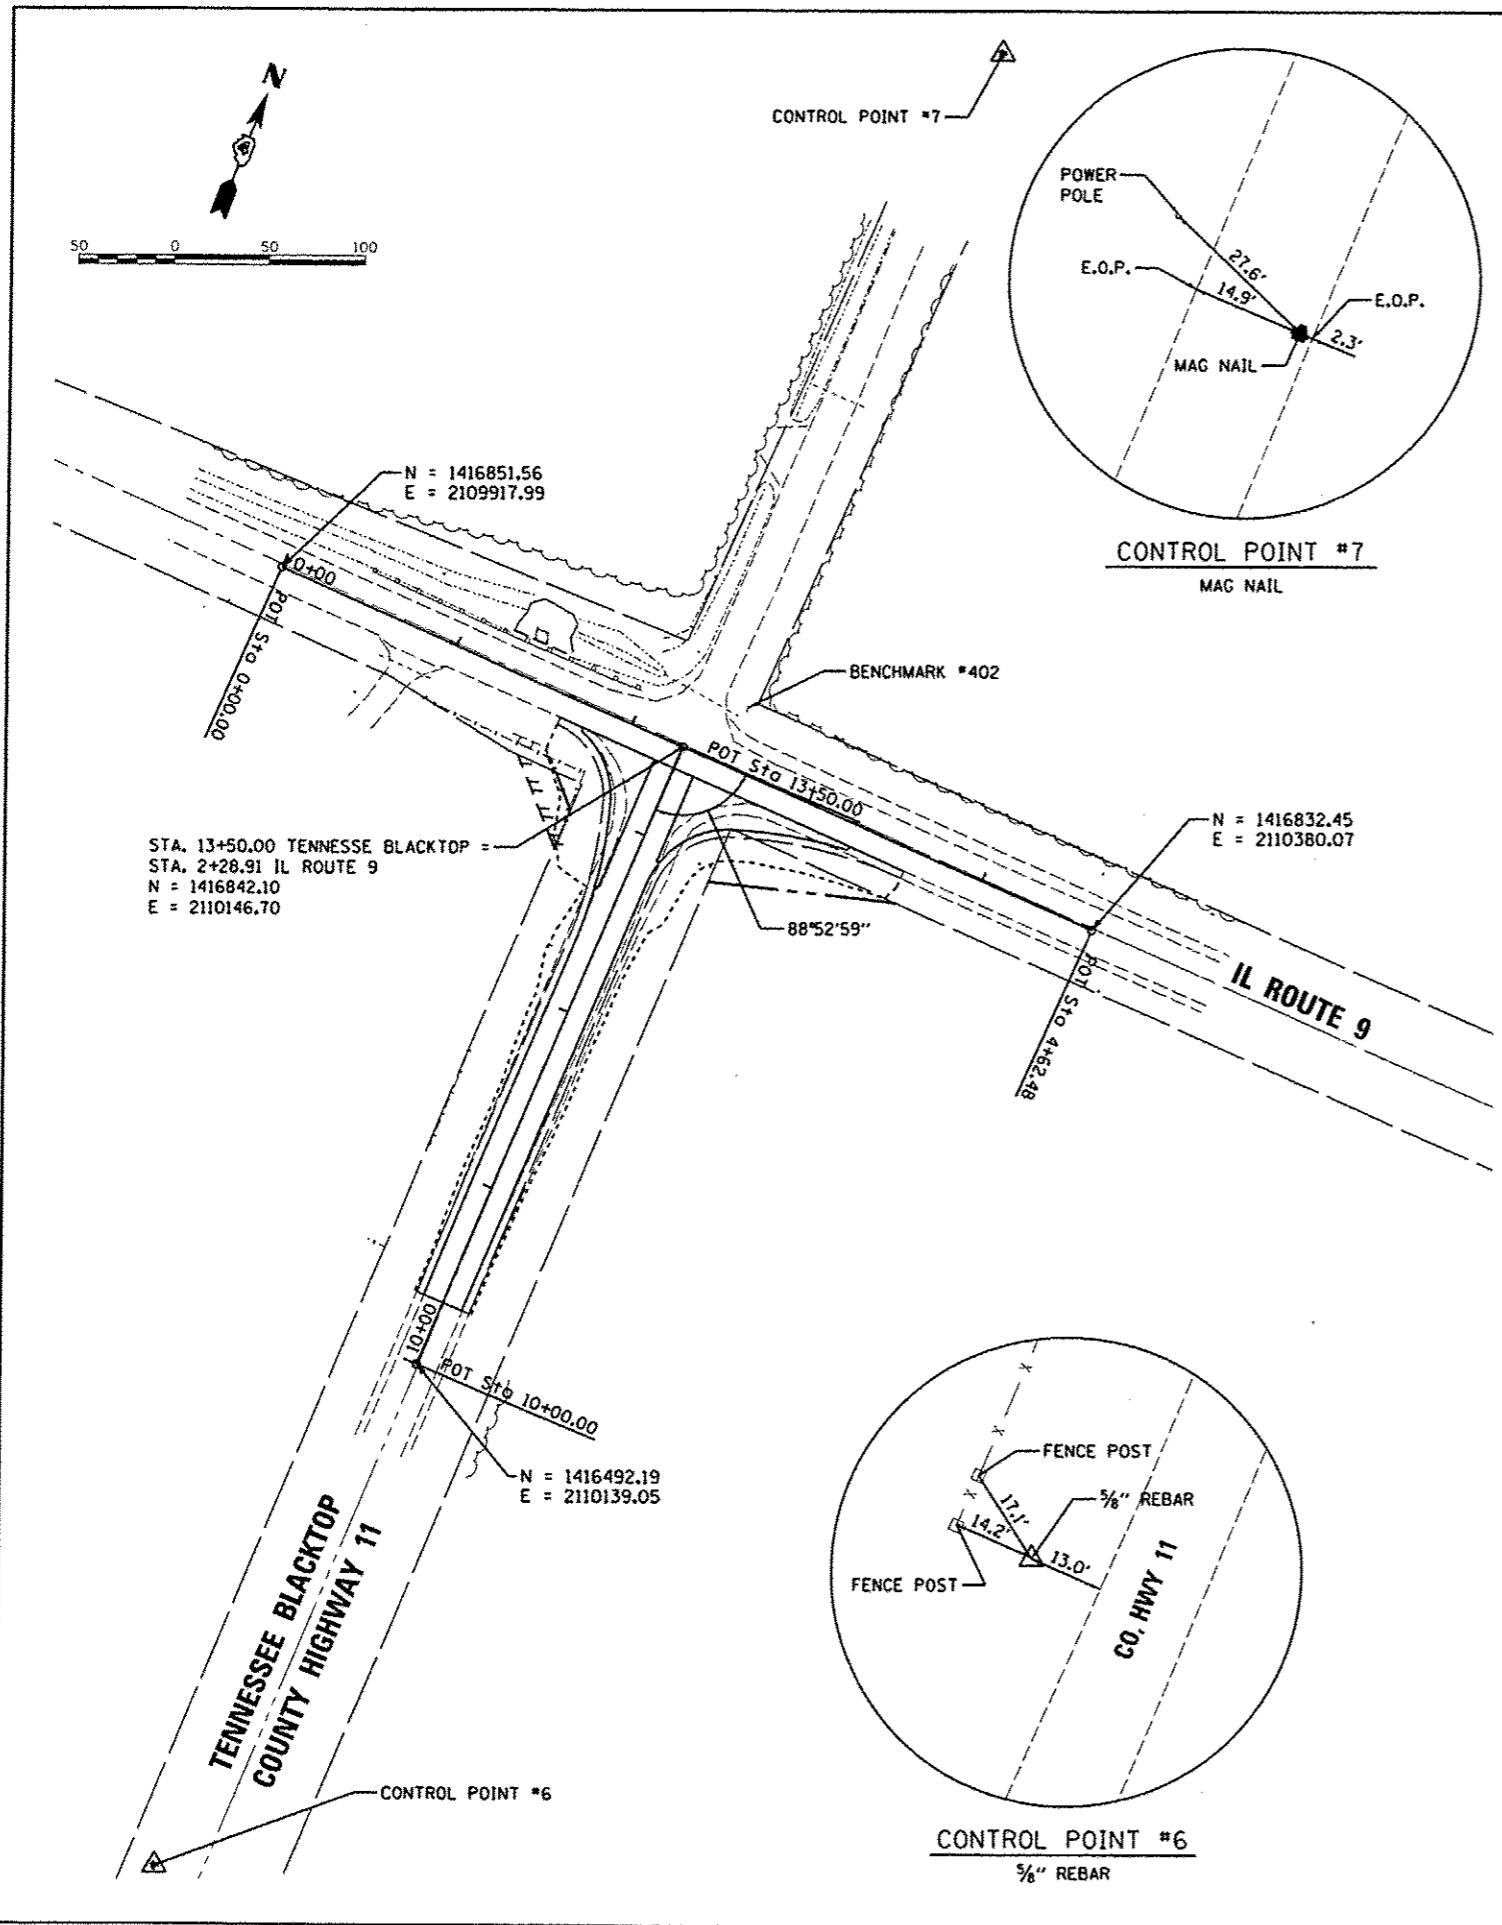 N
50 0 50 100
CONTROL POINT #7
POWER
POLE
27.6'
E.O.P.
14.9'
E.O.P.
2.3'
MAG NAIL
CONTROL POINT #7
MAG NAIL
N = 1416851.56
E = 2109917.99
0+00
POT Sta 0+00.00
BENCHMARK #402
POT Sta 13+50.00
STA. 13+50.00 TENNESSE BLACKTOP =
STA. 2+28.91 IL ROUTE 9
N = 1416842.10
E = 2110146.70
N = 1416832.45
E = 2110380.07
88°52'59"
POT Sta 4+62.48
IL ROUTE 9
10+00
POT Sta 10+00.00
N = 1416492.19
E = 2110139.05
TENNESSEE BLACKTOP
COUNTY HIGHWAY 11
CONTROL POINT #6
FENCE POST
17.1'
5/8" REBAR
14.2'
13.0'
FENCE POST
CO. HWY 11
CONTROL POINT #6
5/8" REBAR